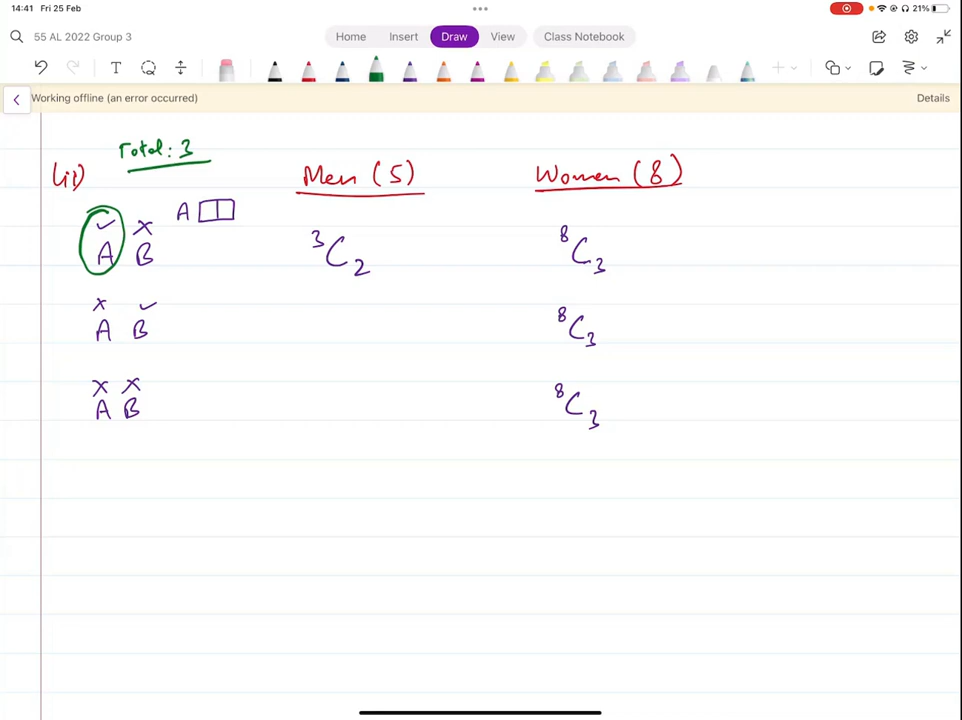 14:41 Fri 25 Feb
21%
55 AL 2022 Group 3
Home Insert Draw View Class Notebook
T
Working offline (an error occurred)
Details
Total: 3
(ii) Men (5) Women (8)
A
✓ ×
A B ³C₂ ⁸C₃
× ✓
A B ⁸C₃
× ×
A B ⁸C₃